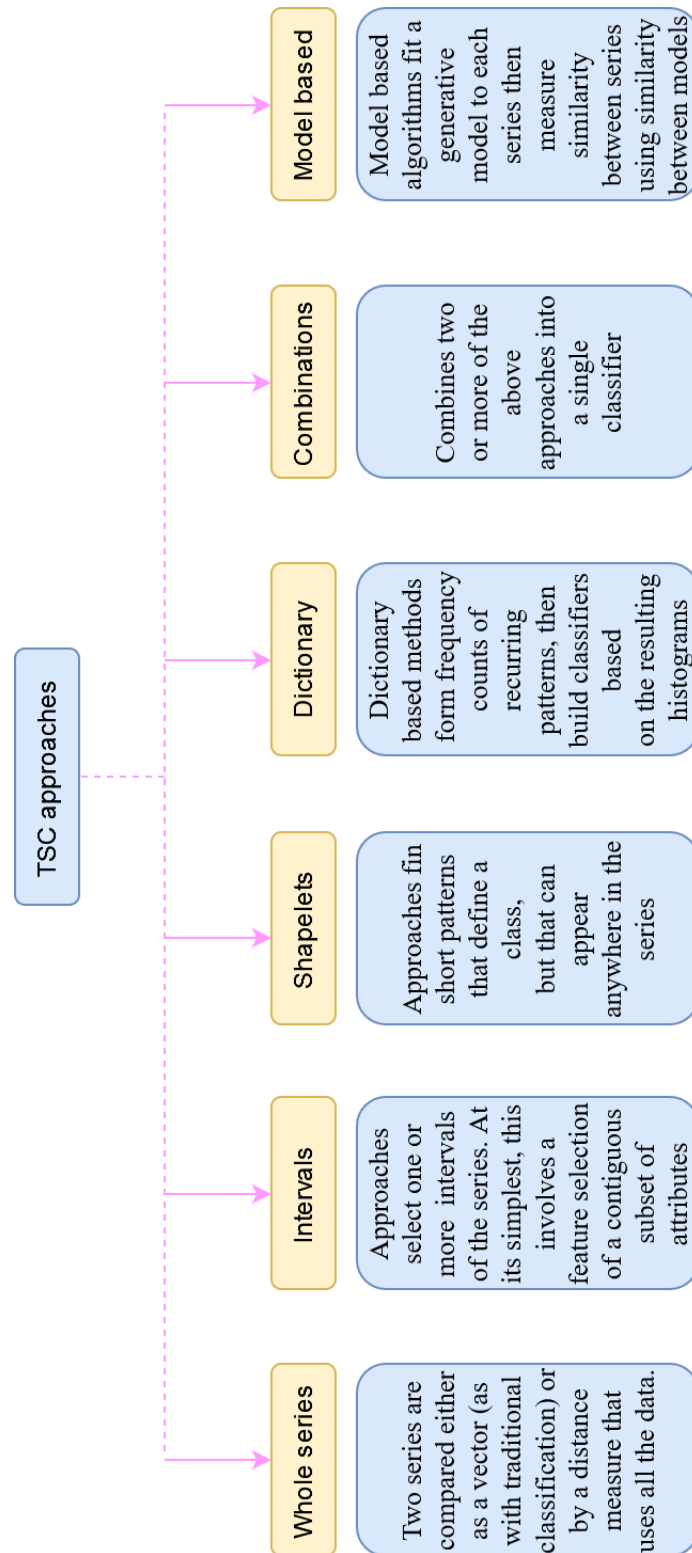 TSC approaches
Whole series
Two series are
compared either
as a vector (as
with traditional
classification) or
by a distance
measure that
uses all the data.
Intervals
Approaches
select one or
more intervals
of the series. At
its simplest, this
involves a
feature selection
of a contiguous
subset of
attributes
Shapelets
Approaches fin
short patterns
that define a
class,
but that can
appear
anywhere in the
series
Dictionary
Dictionary
based methods
form frequency
counts of
recurring
patterns, then
build classifiers
based
on the resulting
histograms
Combinations
Combines two
or more of the
above
approaches into
a single
classifier
Model based
Model based
algorithms fit a
generative
model to each
series then
measure
similarity
between series
using similarity
between models